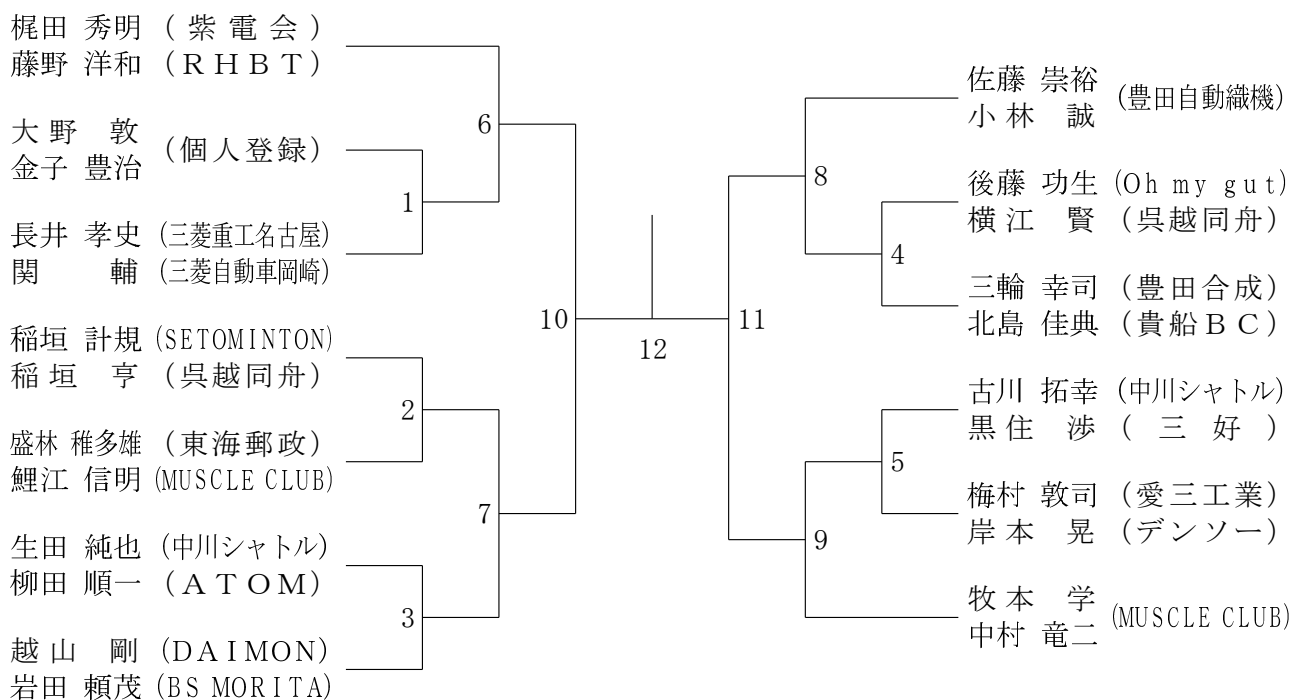 梶田 秀明 (紫電会)
藤野 洋和 (RHBT)
大野 敦 (個人登録)
金子 豊治
長井 孝史 (三菱重工名古屋)
関 輔 (三菱自動車岡崎)
稲垣 計規 (SETOMINTON)
稲垣 亨 (呉越同舟)
盛林 稚多雄 (東海郵政)
鯉江 信明 (MUSCLE CLUB)
生田 純也 (中川シャトル)
柳田 順一 (ATOM)
越山 剛 (DAIMON)
岩田 頼茂 (BS MORITA)
6
1
10
2
7
3
12
11
8
4
5
9
佐藤 崇裕 (豊田自動織機)
小林 誠
後藤 功生 (Oh my gut)
横江 賢 (呉越同舟)
三輪 幸司 (豊田合成)
北島 佳典 (貴船BC)
古川 拓幸 (中川シャトル)
黒住 渉 (三好)
梅村 敦司 (愛三工業)
岸本 晃 (デンソー)
牧本 学 (MUSCLE CLUB)
中村 竜二